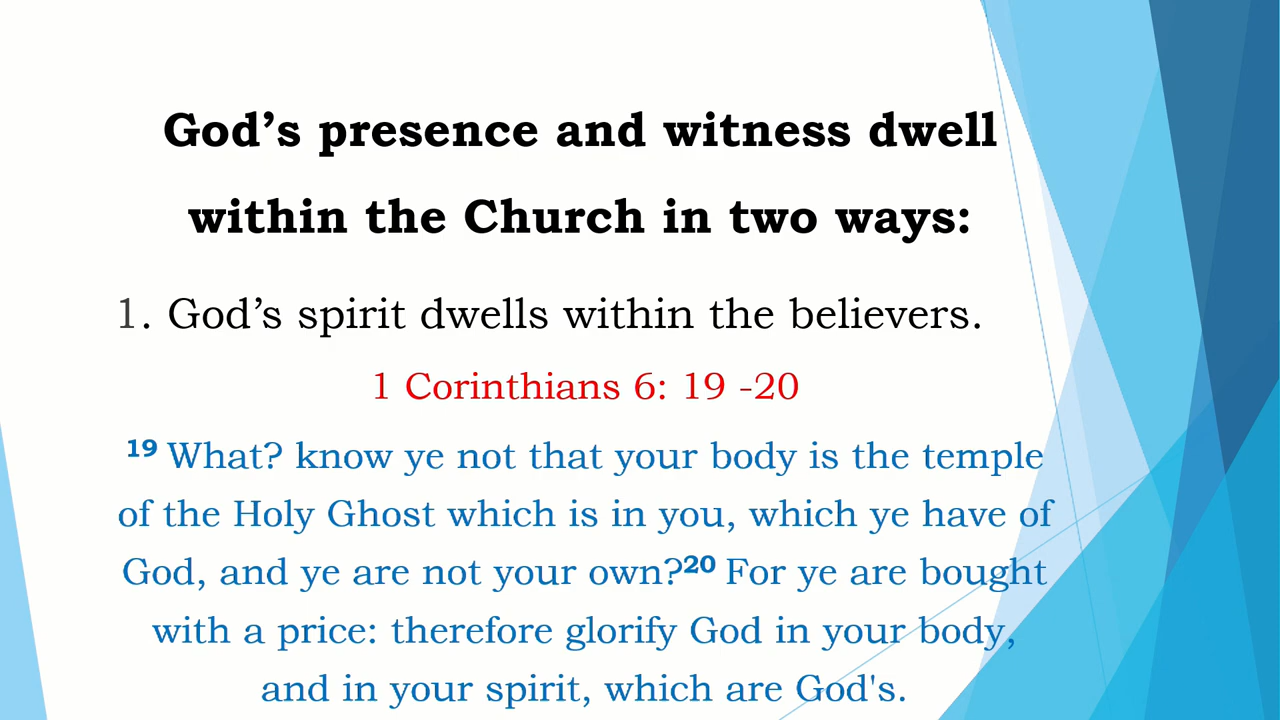 God’s presence and witness dwell
within the Church in two ways:
1. God’s spirit dwells within the believers.
1 Corinthians 6: 19 -20
19 What? know ye not that your body is the temple
of the Holy Ghost which is in you, which ye have of
God, and ye are not your own?20 For ye are bought
with a price: therefore glorify God in your body,
and in your spirit, which are God's.